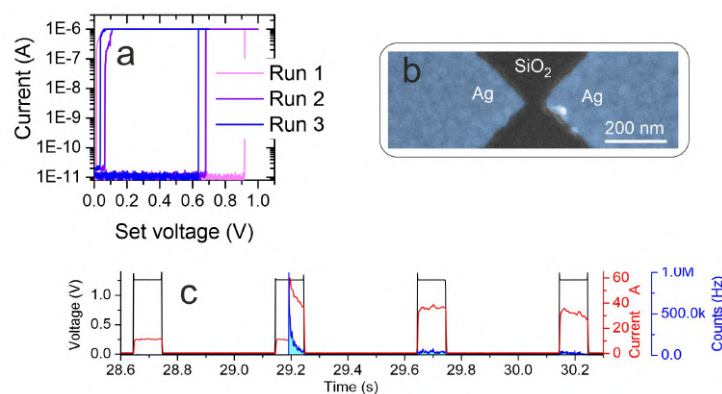 1E-6
1E-7
1E-8
1E-9
1E-10
1E-11
Current (A)
a
Run 1
Run 2
Run 3
0.0 0.2 0.4 0.6 0.8 1.0
Set voltage (V)
b
SiO2
Ag
Ag
200 nm
c
Voltage (V)
1.0
0.5
0.0
28.6 28.8 29.0 29.2 29.4 29.6 29.8 30.0 30.2
Time (s)
60
40
20
0
Current A
1.0M
500.0k
0.0
Counts (Hz)